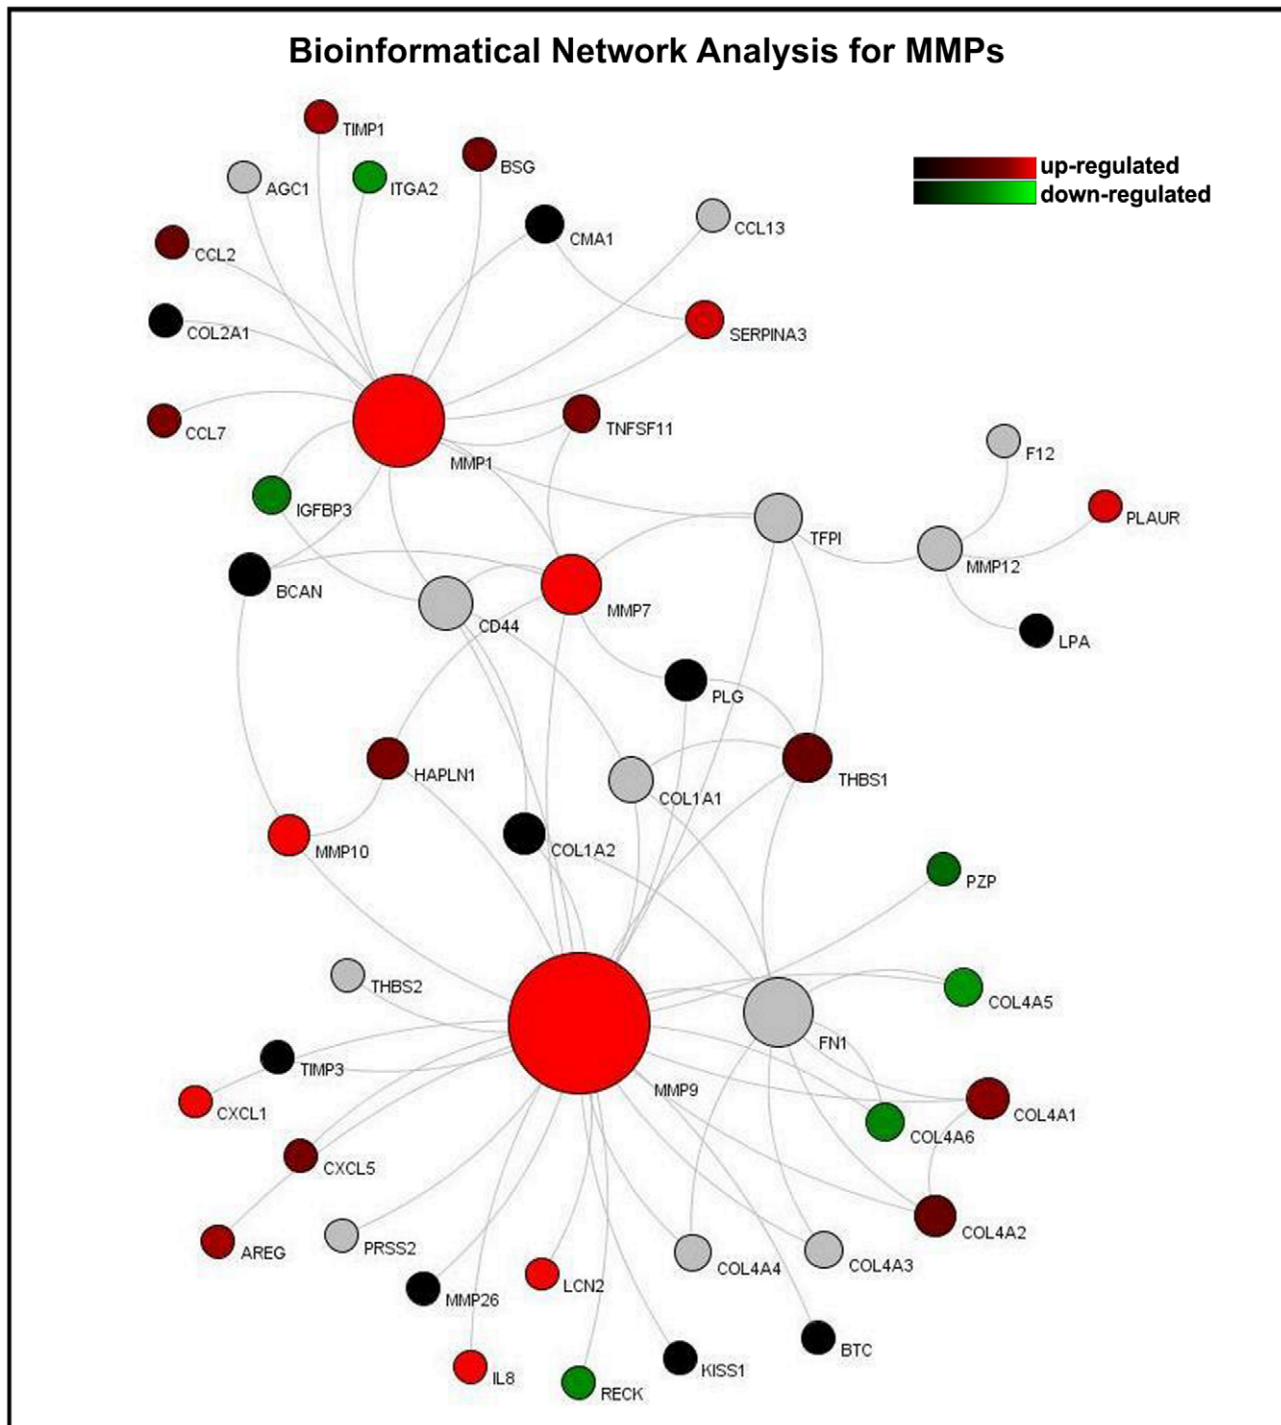 Bioinformatical Network Analysis for MMPs
TIMP1
BSG
up-regulated
AGC1
ITGA2
down-regulated
CCL13
CMA1
CCL2
COL2A1
SERPINA3
TNFSF11
CCL7
F12
MMP1
IGFBP3
PLAUR
TFPI
MMP12
BCAN
MMP7
CD44
LPA
PLG
HAPLN1
THBS1
COL1A1
MMP10
COL1A2
PZP
THBS2
COL4A5
FN1
TIMP3
MMP9
CXCL1
COL4A1
COL4A6
CXCL5
COL4A2
AREG
PRSS2
COL4A4
COL4A3
LCN2
MMP26
BTC
KISS1
IL8
RECK